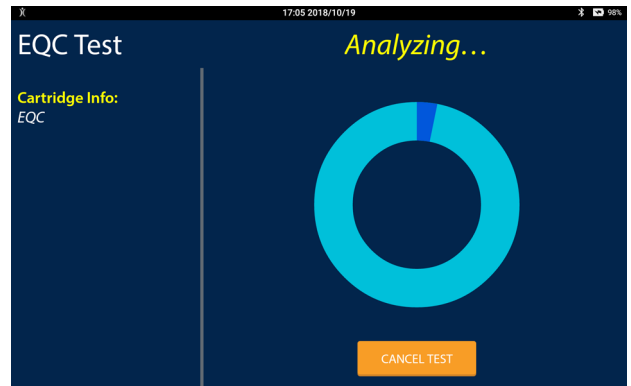 17:05 2018/10/19
98%
EQC Test
Analyzing...
Cartridge Info:
EQC
CANCEL TEST